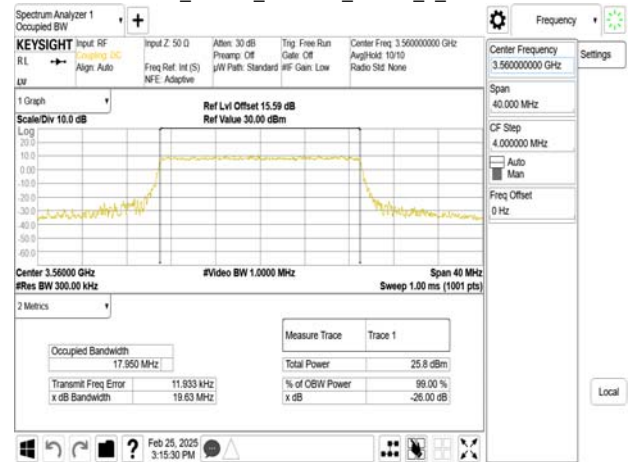 Spectrum Analyzer 1
Occupied BW
Frequency
KEYSIGHT
Input: RF
Coupling: DC
Align: Auto
Input Z: 50 Ω
Freq Ref: Int (S)
NFE: Adaptive
Atten: 30 dB
Preamp: Off
µW Path: Standard
Trig: Free Run
Gate: Off
#IF Gain: Low
Center Freq: 3.560000000 GHz
Avg|Hold: 10/10
Radio Std: None
RL
Center Frequency
3.560000000 GHz
Settings
Span
40.000 MHz
CF Step
4.000000 MHz
Auto
Man
Freq Offset
0 Hz
Local
1 Graph
Scale/Div 10.0 dB
Ref Lvl Offset 15.59 dB
Ref Value 30.00 dBm
Log
20.0
10.0
0.00
-10.0
-20.0
-30.0
-40.0
-50.0
-60.0
Center 3.56000 GHz
#Res BW 300.00 kHz
#Video BW 1.0000 MHz
Span 40 MHz
Sweep 1.00 ms (1001 pts)
2 Metrics
Measure Trace Trace 1
Occupied Bandwidth
17.950 MHz
Total Power 25.8 dBm
Transmit Freq Error 11.933 kHz
% of OBW Power 99.00 %
x dB Bandwidth 19.63 MHz
x dB -26.00 dB
Feb 25, 2025
3:15:30 PM